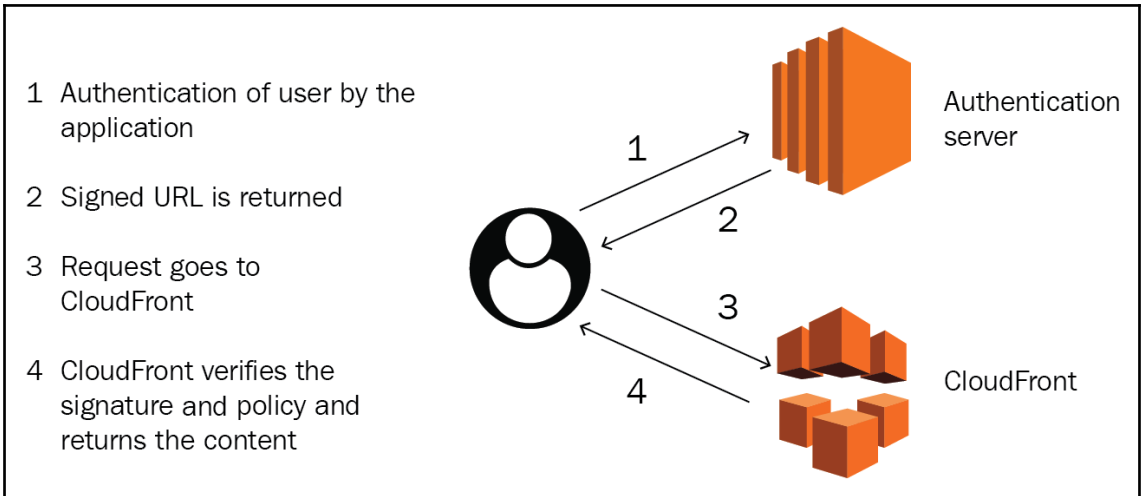 1 Authentication of user by the
application
2 Signed URL is returned
3 Request goes to
CloudFront
4 CloudFront verifies the
signature and policy and
returns the content
1
2
3
4
Authentication
server
CloudFront